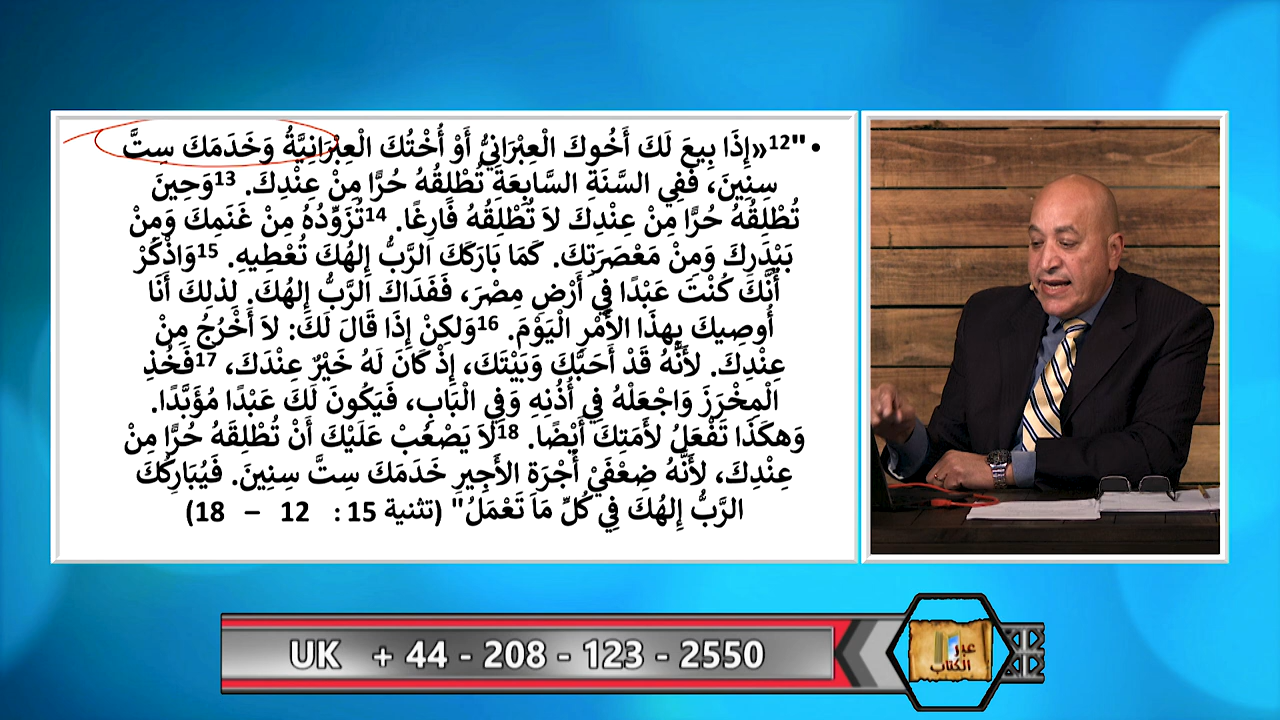 • "12«إِذَا بِيعَ لَكَ أَخُوكَ الْعِبْرَانِيُّ أَوْ أُخْتُكَ الْعِبْرَانِيَّةُ وَخَدَمَكَ سِتَّ
سِنِينَ، فَفِي السَّنَةِ السَّابِعَةِ تُطْلِقُهُ حُرًّا مِنْ عِنْدِكَ. 13وَحِينَ
تُطْلِقُهُ حُرًّا مِنْ عِنْدِكَ لاَ تُطْلِقُهُ فَارِغًا. 14تُزَوِّدُهُ مِنْ غَنَمِكَ وَمِنْ
بَيْدَرِكَ وَمِنْ مَعْصَرَتِكَ. كَمَا بَارَكَكَ الرَّبُّ إِلهُكَ تُعْطِيهِ. 15وَاذْكُرْ
أَنَّكَ كُنْتَ عَبْدًا فِي أَرْضِ مِصْرَ، فَفَدَاكَ الرَّبُّ إِلهُكَ. لِذلِكَ أَنَا
أُوصِيكَ بِهذَا الأَمْرِ الْيَوْمَ. 16وَلكِنْ إِذَا قَالَ لَكَ: لاَ أَخْرُجُ مِنْ
عِنْدِكَ. لأَنَّهُ قَدْ أَحَبَّكَ وَبَيْتَكَ، إِذْ كَانَ لَهُ خَيْرٌ عِنْدَكَ، 17فَخُذِ
الْمِخْرَزَ وَاجْعَلْهُ فِي أُذُنِهِ وَفِي الْبَابِ، فَيَكُونَ لَكَ عَبْدًا مُؤَبَّدًا.
وَهكَذَا تَفْعَلُ لأَمَتِكَ أَيْضًا. 18لاَ يَصْعُبْ عَلَيْكَ أَنْ تُطْلِقَهُ حُرًّا مِنْ
عِنْدِكَ، لأَنَّهُ ضِعْفَيْ أُجْرَةِ الأَجِيرِ خَدَمَكَ سِتَّ سِنِينَ. فَيُبَارِكُكَ
الرَّبُّ إِلهُكَ فِي كُلِّ مَا تَعْمَلُ" (تثنية 15 : 12 – 18)
UK + 44 - 208 - 123 - 2550
عبر
الكتاب